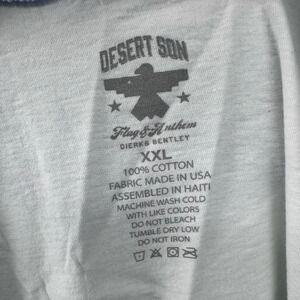 DESERT SON
Flag & Anthem
DIERKS BENTLEY
XXL
100% COTTON
FABRIC MADE IN USA
ASSEMBLED IN HAITI
MACHINE WASH COLD
WITH LIKE COLORS
DO NOT BLEACH
TUMBLE DRY LOW
DO NOT IRON